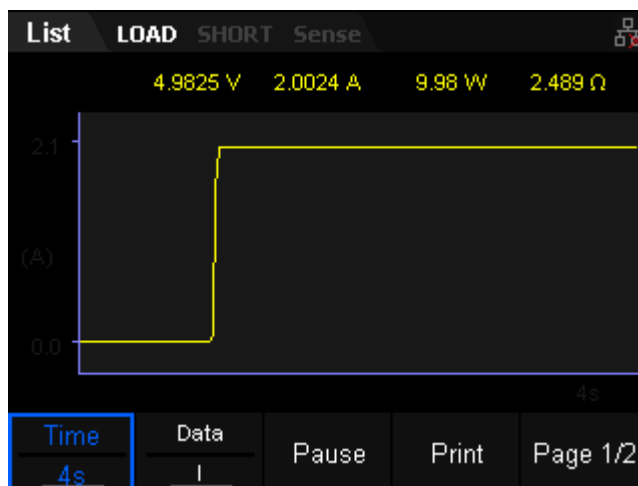 List LOAD SHORT Sense
4.9825 V 2.0024 A 9.98 W 2.489 Ω
2.1
(A)
0.0
4s
Time Data Pause Print Page 1/2
4s I